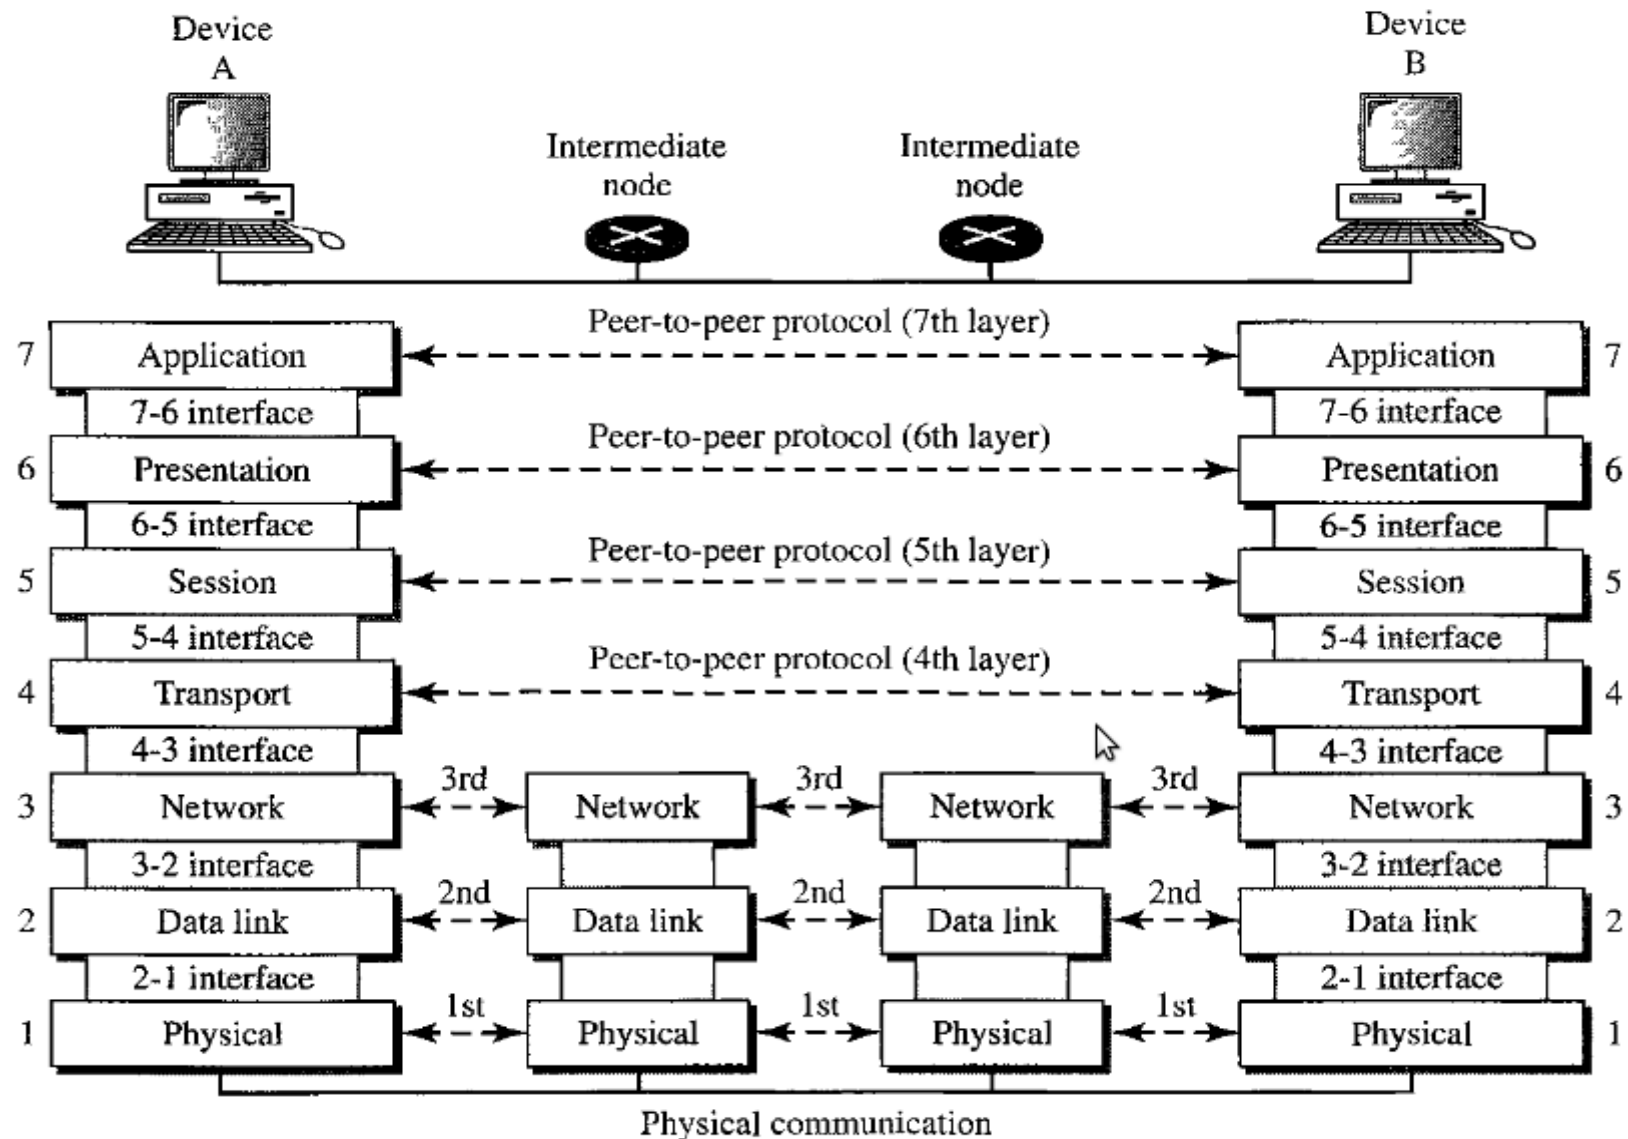 Device
A
Device
B
Intermediate
node
Intermediate
node
Peer-to-peer protocol (7th layer)
7 Application Application 7
7-6 interface 7-6 interface
Peer-to-peer protocol (6th layer)
6 Presentation Presentation 6
6-5 interface 6-5 interface
Peer-to-peer protocol (5th layer)
5 Session Session 5
5-4 interface 5-4 interface
Peer-to-peer protocol (4th layer)
4 Transport Transport 4
4-3 interface 4-3 interface
3rd 3rd 3rd
3 Network Network Network Network 3
3-2 interface 3-2 interface
2nd 2nd 2nd
2 Data link Data link Data link Data link 2
2-1 interface 2-1 interface
1st 1st 1st
1 Physical Physical Physical Physical 1
Physical communication